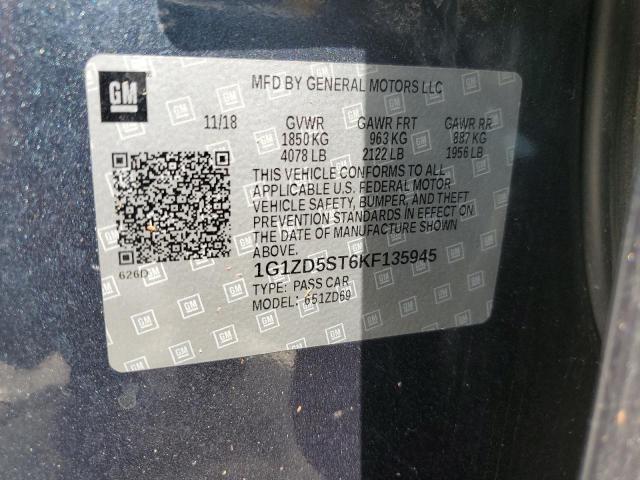 GM
MFD BY GENERAL MOTORS LLC
11/18 GVWR GAWR FRT GAWR RR
1850 KG 963 KG 887 KG
4078 LB 2122 LB 1956 LB
THIS VEHICLE CONFORMS TO ALL
APPLICABLE U.S. FEDERAL MOTOR
VEHICLE SAFETY, BUMPER, AND THEFT
PREVENTION STANDARDS IN EFFECT ON
THE DATE OF MANUFACTURE SHOWN
ABOVE.
626D
1G1ZD5ST6KF135945
TYPE: PASS CAR
MODEL: 651ZD69